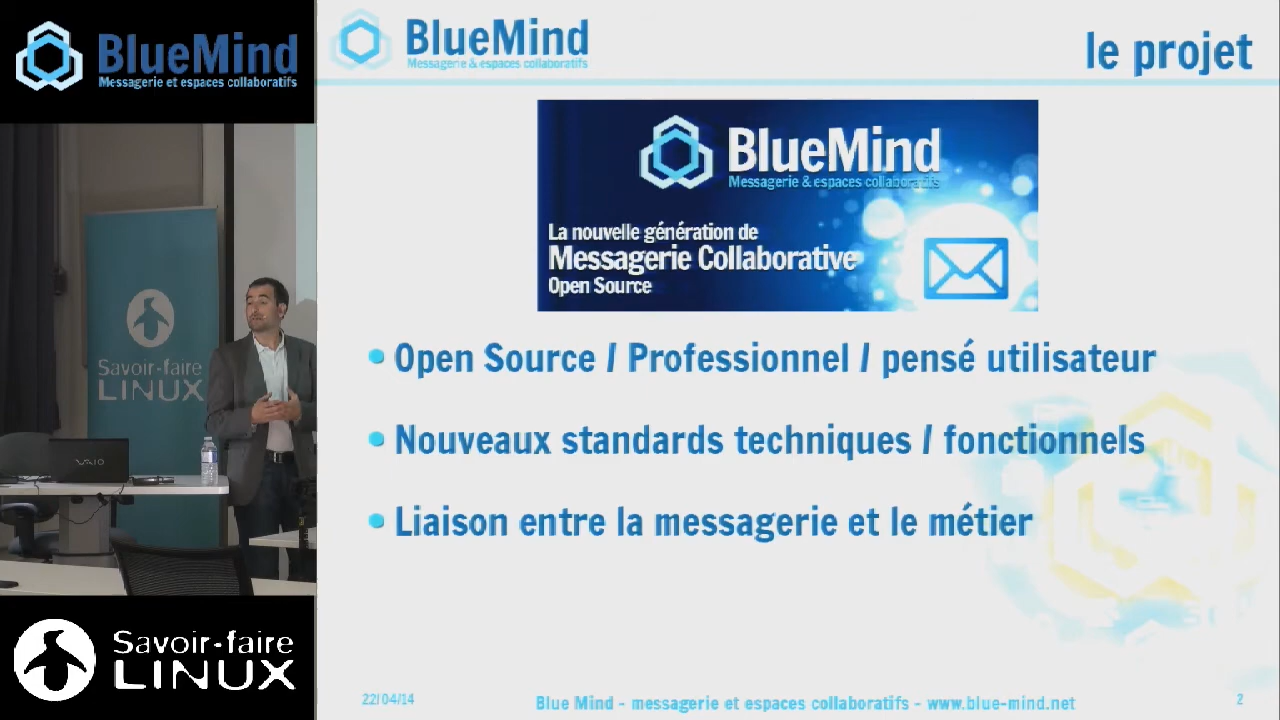 BlueMind
Messagerie et espaces collaboratifs
BlueMind
Messagerie & espaces collaboratifs
le projet
BlueMind
Messagerie & espaces collaboratifs
La nouvelle génération de
Messagerie Collaborative
Open Source
• Open Source / Professionnel / pensé utilisateur
• Nouveaux standards techniques / fonctionnels
• Liaison entre la messagerie et le métier
Savoir-faire
LINUX
VAIO
Savoir-faire
LINUX
22/04/14
Blue Mind - messagerie et espaces collaboratifs - www.blue-mind.net
2